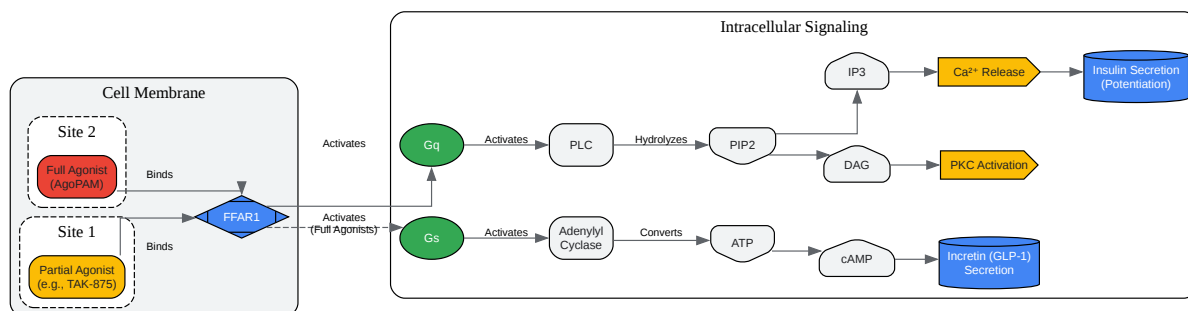 Intracellular Signaling
Cell Membrane
Site 2
Full Agonist
(AgoPAM)
Binds
Site 1
Partial Agonist
(e.g., TAK-875)
Binds
FFAR1
Activates
Activates
(Full Agonists)
Gq
Activates
PLC
Hydrolyzes
PIP2
IP3
Ca²⁺ Release
Insulin Secretion
(Potentiation)
DAG
PKC Activation
Gs
Activates
Adenylyl
Cyclase
Converts
ATP
cAMP
Incretin (GLP-1)
Secretion